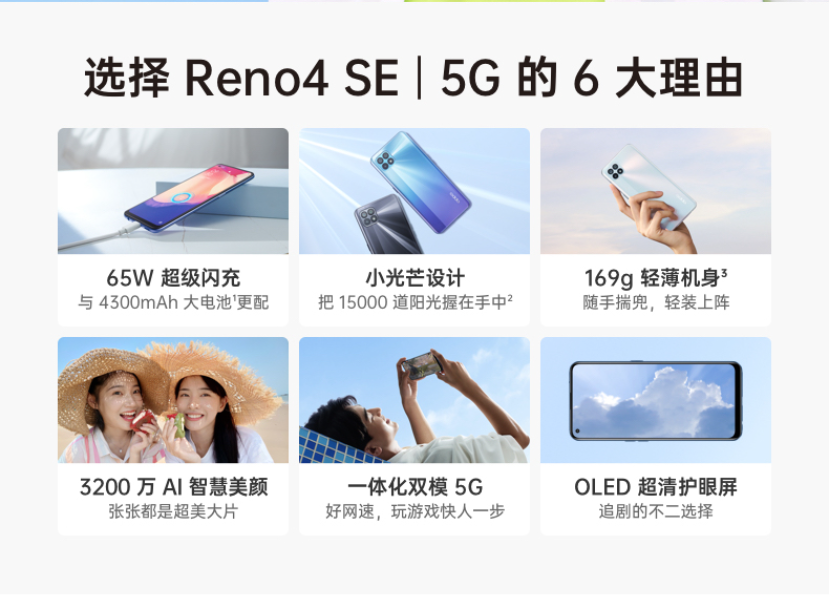 选择 Reno4 SE | 5G 的 6 大理由
65W 超级闪充
与 4300mAh 大电池¹更配
小光芒设计
把 15000 道阳光握在手中²
169g 轻薄机身³
随手揣兜，轻装上阵
3200 万 AI 智慧美颜
张张都是超美大片
一体化双模 5G
好网速，玩游戏快人一步
OLED 超清护眼屏
追剧的不二选择